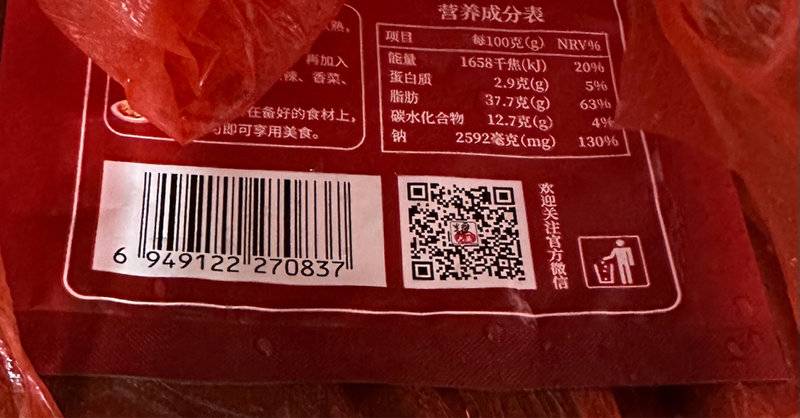 熟，
再加入
辣、香菜、
在备好的食材上，
即可享用美食。
营养成分表
项目 每100克(g) NRV%
能量 1658千焦(kJ) 20%
蛋白质 2.9克(g) 5%
脂肪 37.7克(g) 63%
碳水化合物 12.7克(g) 4%
钠 2592毫克(mg) 130%
6 949122 270837
欢迎关注官方微信